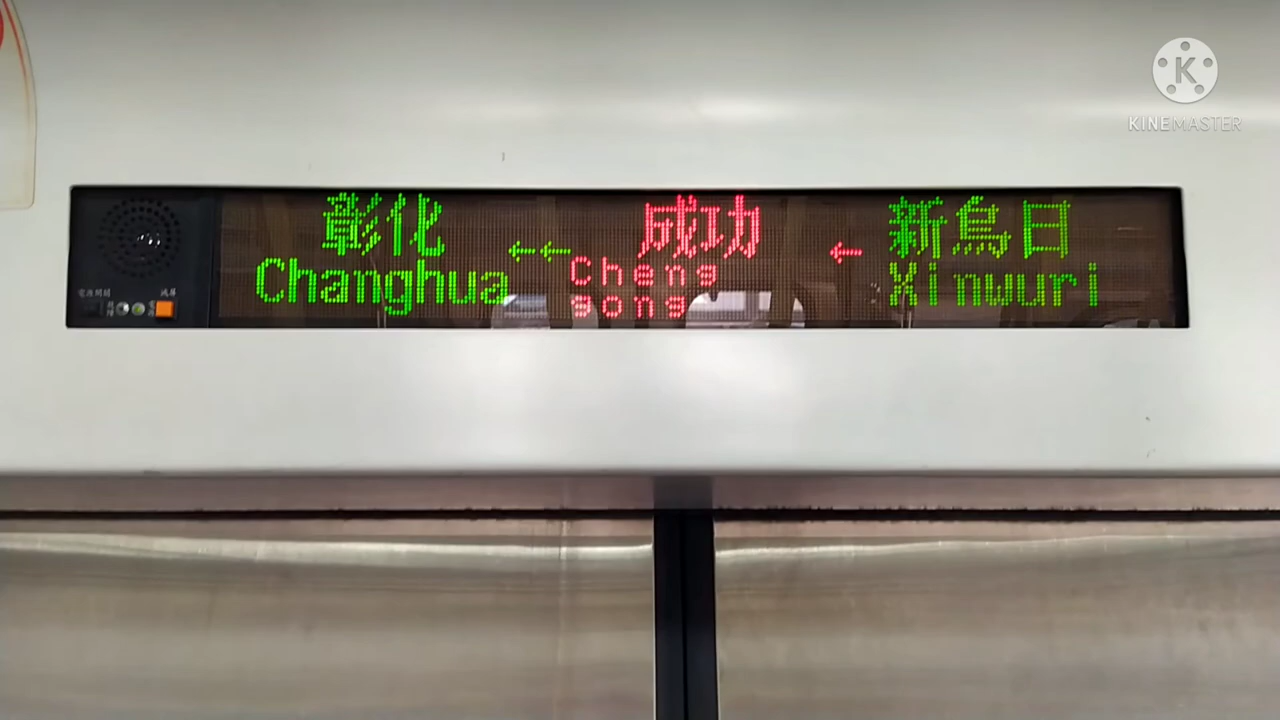 KINEMASTER
彰化
Changhua
←←
成功
Cheng
gong
←
新烏日
Xinwuri